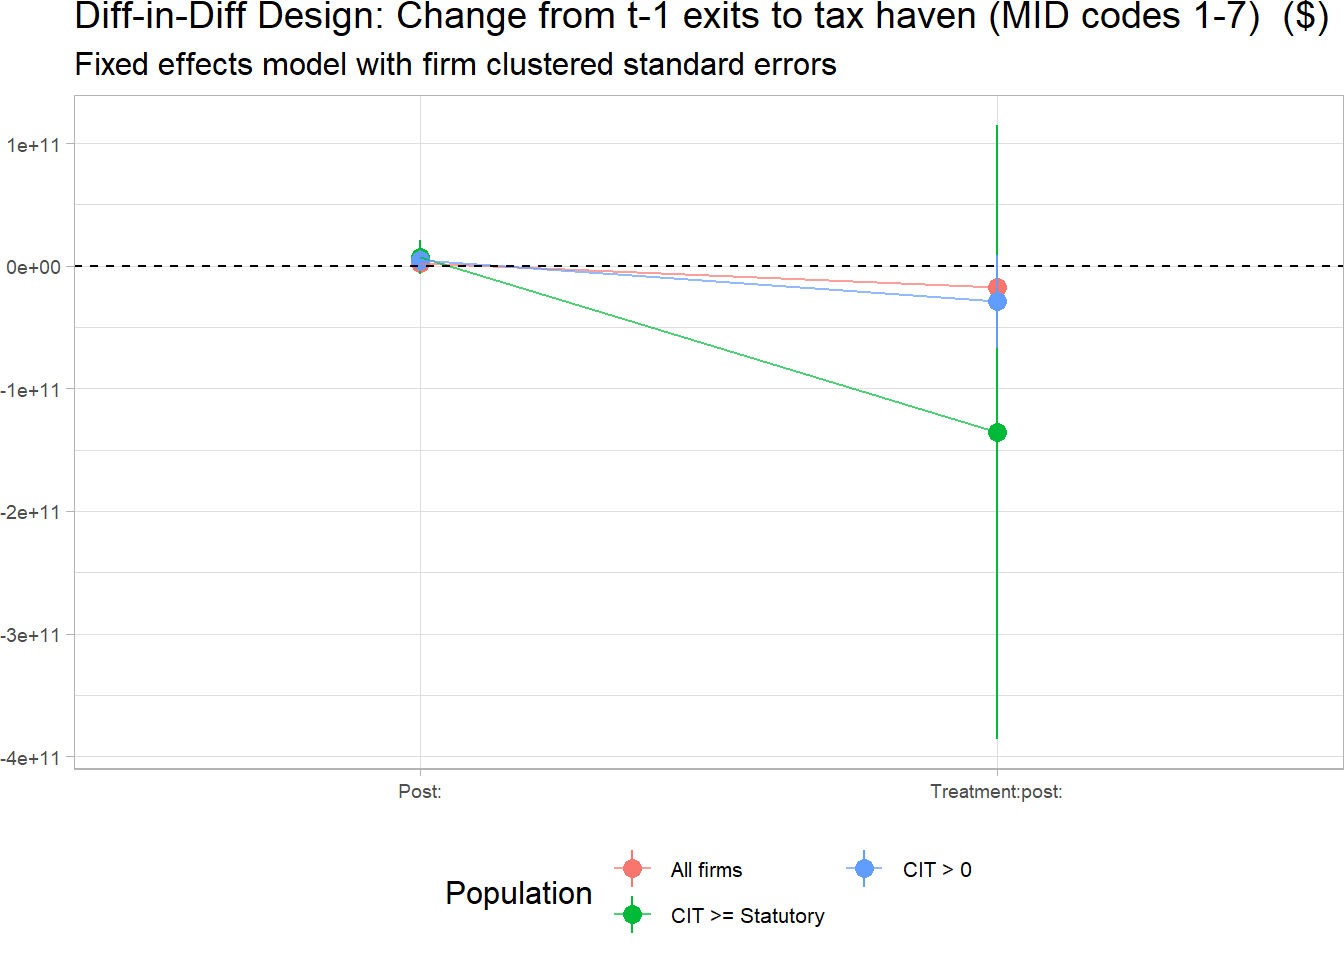 Diff-in-Diff Design: Change from t-1 exits to tax haven (MID codes 1-7)  ($)
Fixed effects model with firm clustered standard errors
1e+11
0e+00
-1e+11
-2e+11
-3e+11
-4e+11
Post:
Treatment:post:
Population
All firms
CIT >= Statutory
CIT > 0